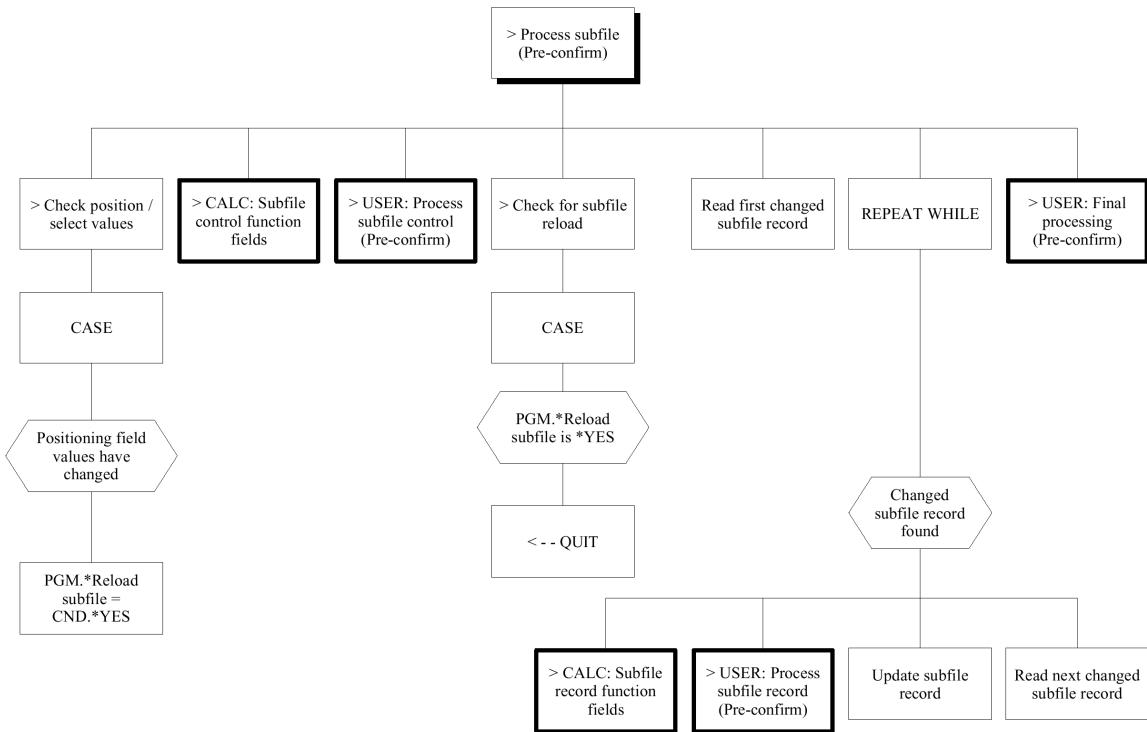 > Process subfile
(Pre-confirm)
> Check position /
select values
> CALC: Subfile
control function
fields
> USER: Process
subfile control
(Pre-confirm)
> Check for subfile
reload
Read first changed
subfile record
REPEAT WHILE
> USER: Final
processing
(Pre-confirm)
CASE
CASE
Positioning field
values have
changed
PGM.*Reload
subfile is *YES
Changed
subfile record
found
< - - QUIT
PGM.*Reload
subfile =
CND.*YES
> CALC: Subfile
record function
fields
> USER: Process
subfile record
(Pre-confirm)
Update subfile
record
Read next changed
subfile record